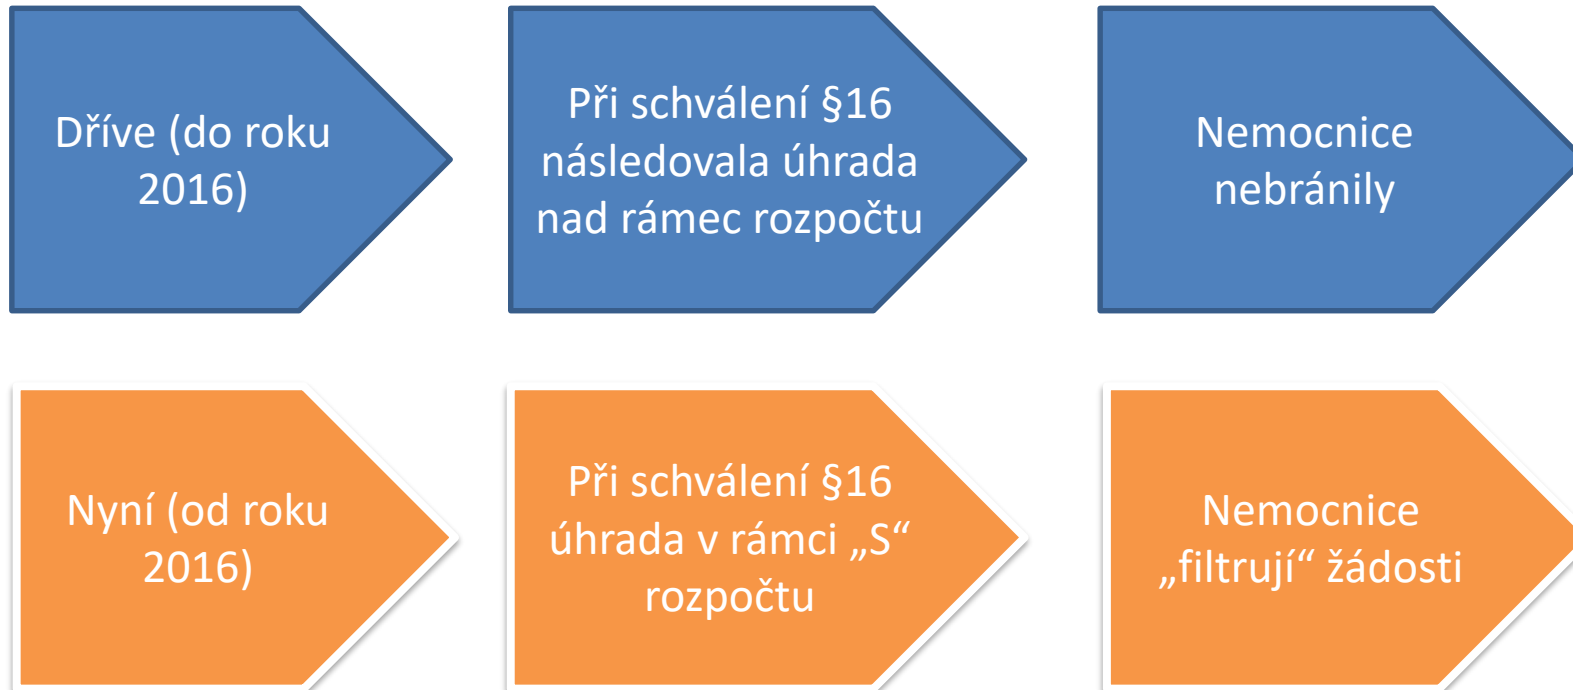 Dříve (do roku
2016)
Při schválení §16
následovala úhrada
nad rámec rozpočtu
Nemocnice
nebránily
Nyní (od roku
2016)
Při schválení §16
úhrada v rámci „S“
rozpočtu
Nemocnice
„filtrují“ žádosti